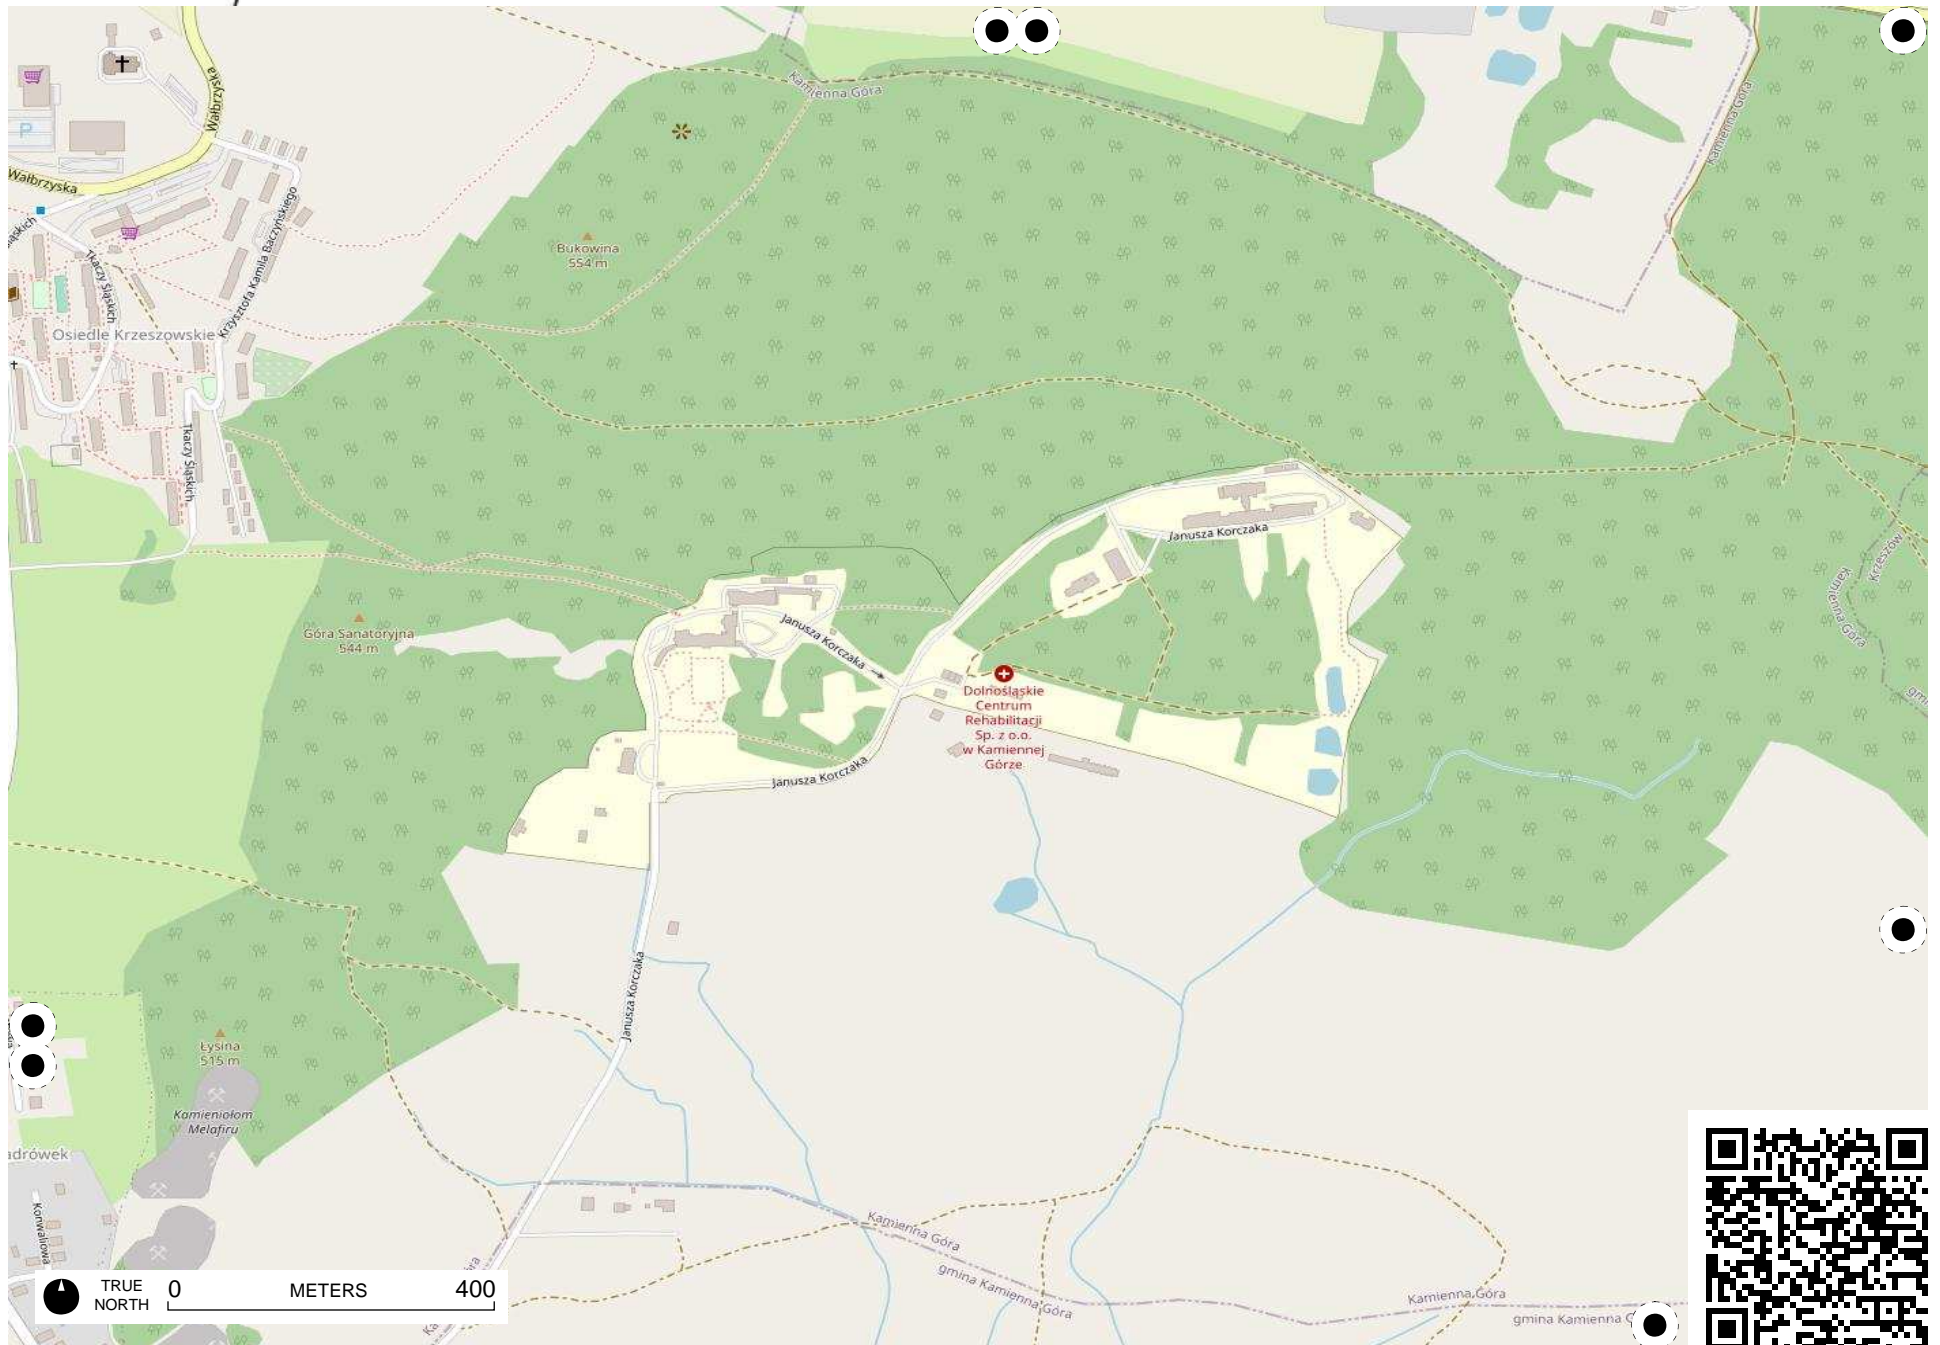 Wałbrzyska
Kamienna Góra
Kamienna Góra
Wałbrzyska
Krzysztofa Kamila Baczyńskiego
Tkaczy Śląskich
Bukowina
554 m
Osiedle Krzeszowskie
Tkaczy Śląskich
Janusza Korczaka
Krzeszów
Kamienna Góra
Góra Sanatoryjna
544 m
Janusza Korczaka
Dolnośląskie
Centrum
Rehabilitacji
Sp. z o.o.
w Kamiennej
Górze
Janusza Korczaka
Janusza Korczaka
Łysina
515 m
Kamieniołom
Melafiru
adrówek
Konwaliowa
Kamienna Góra
gmina Kamienna Góra
Kamienna Góra
gmina Kamienna
TRUE
NORTH
0 METERS 400
P